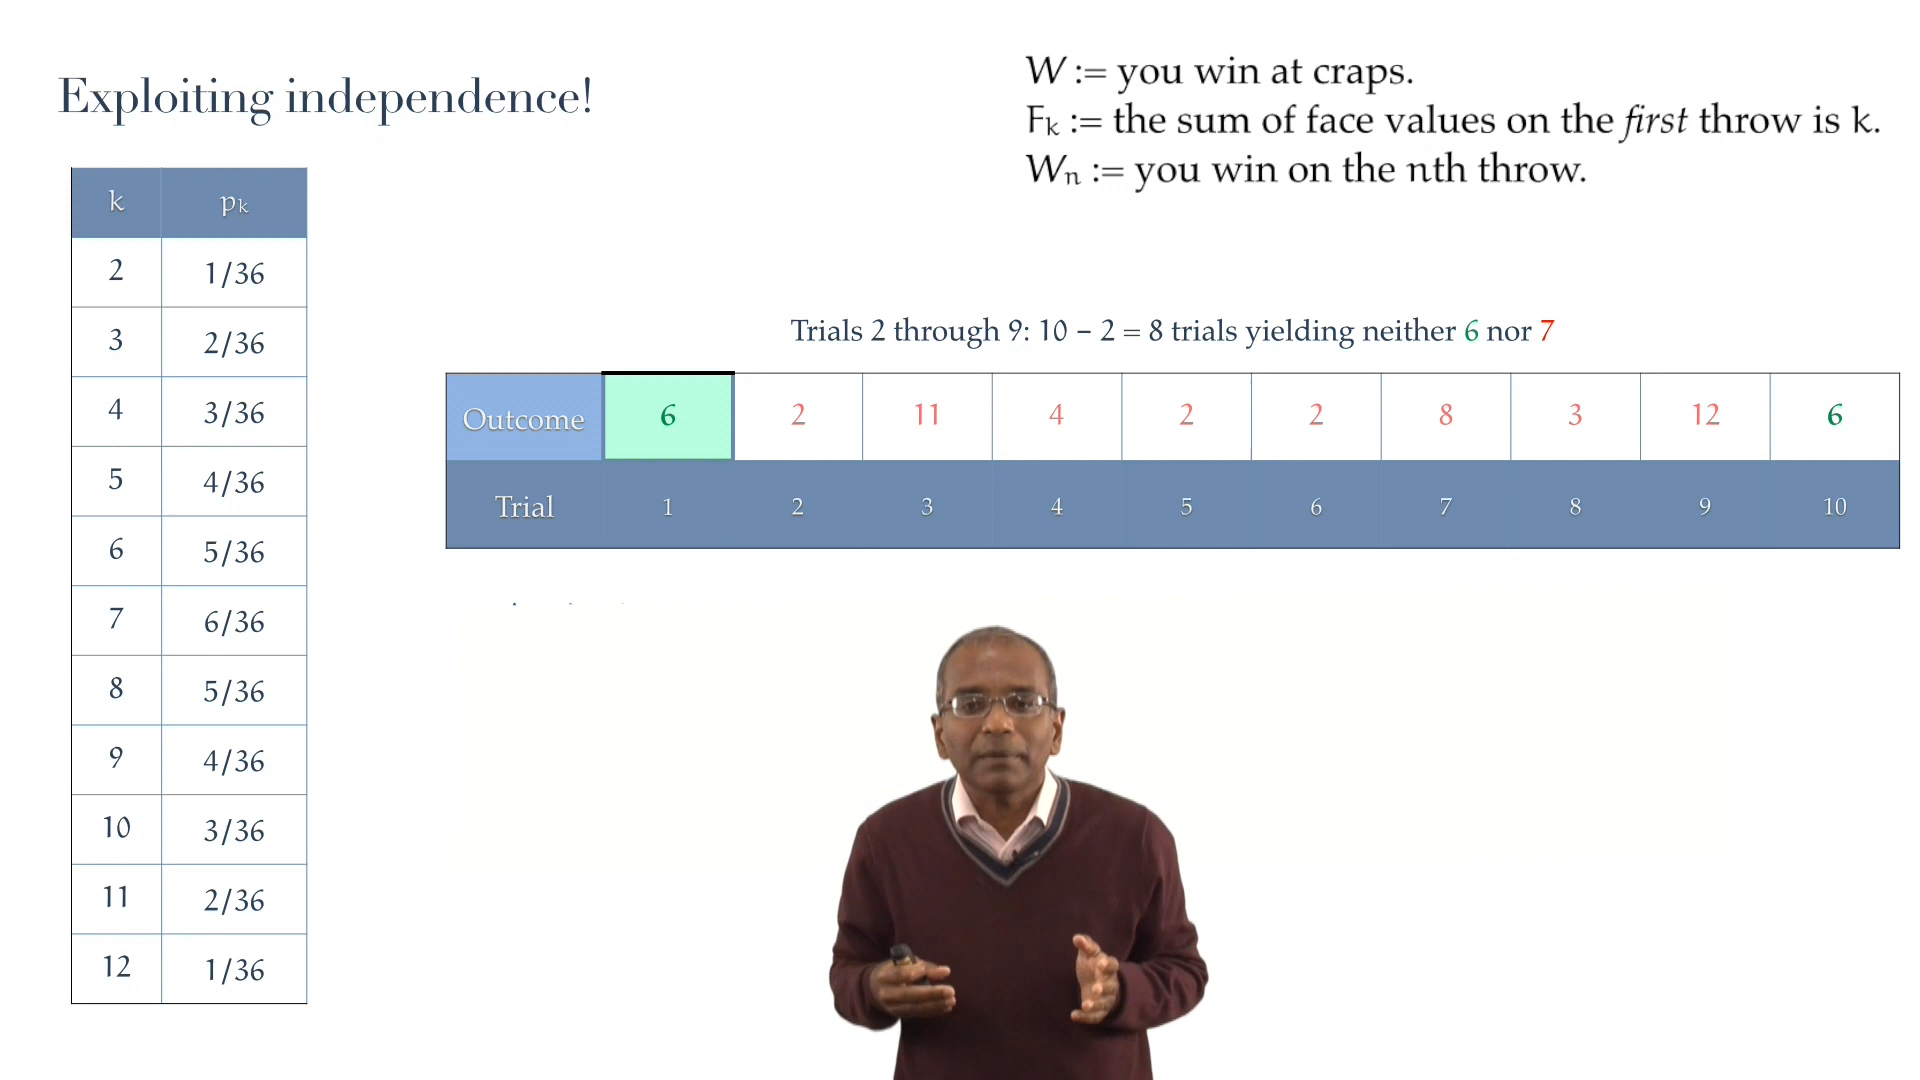 Exploiting independence!
W := you win at craps.
Fk := the sum of face values on the first throw is k.
Wn := you win on the nth throw.
k pk
2 1/36
3 2/36
4 3/36
5 4/36
6 5/36
7 6/36
8 5/36
9 4/36
10 3/36
11 2/36
12 1/36
Trials 2 through 9: 10 – 2 = 8 trials yielding neither 6 nor 7
Outcome 6 2 11 4 2 2 8 3 12 6
Trial 1 2 3 4 5 6 7 8 9 10